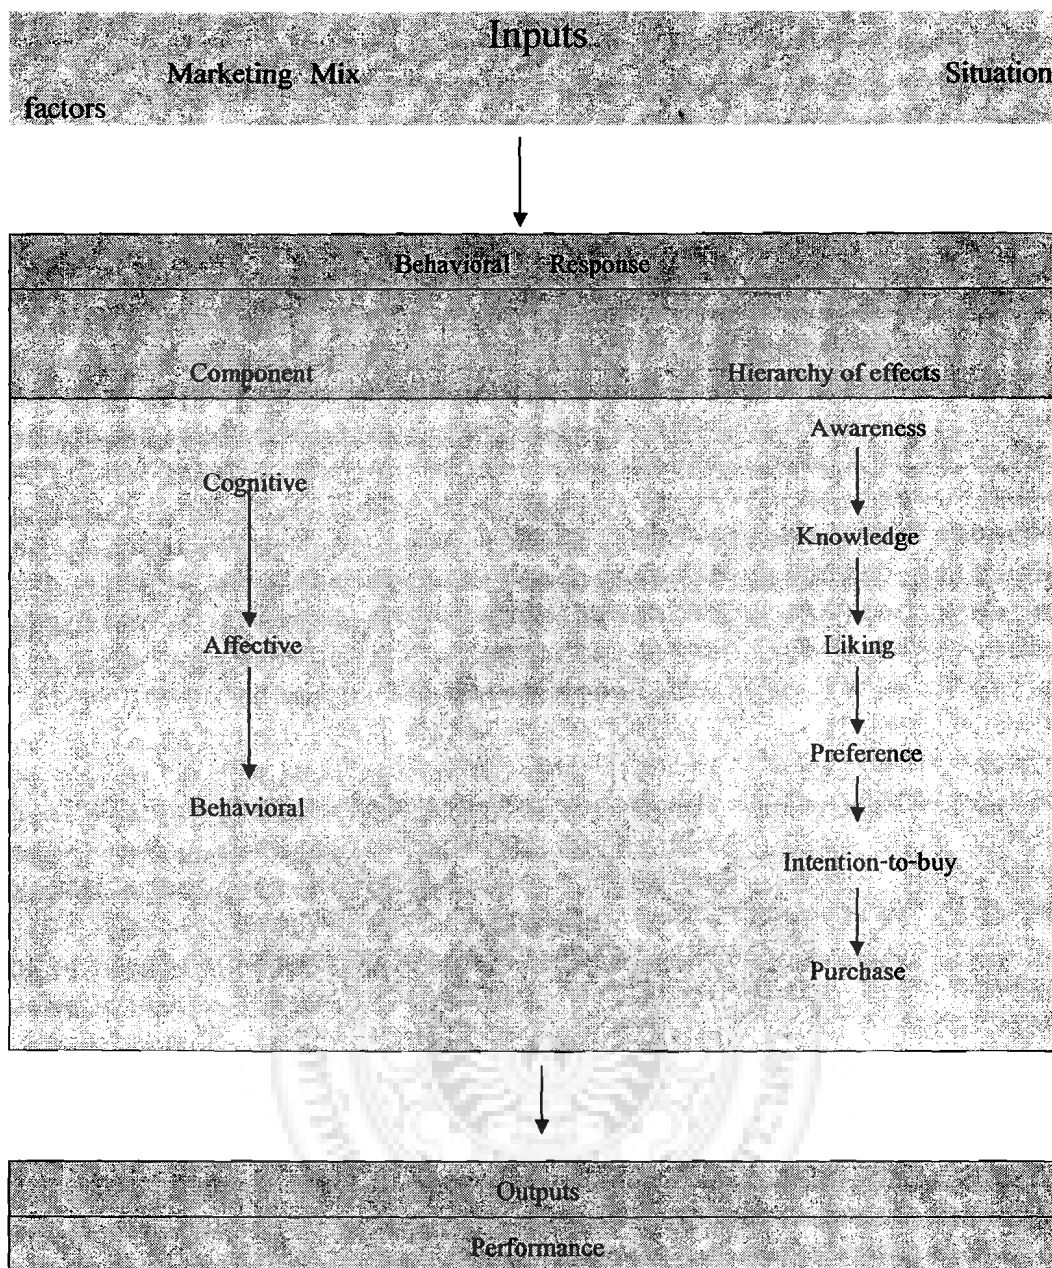 Inputs
Marketing Mix Situation
factors
Behavioral Response
Component Hierarchy of effects
Awareness
Cognitive
Knowledge
Affective Liking
Preference
Behavioral
Intention-to-buy
Purchase
Outputs
Performance